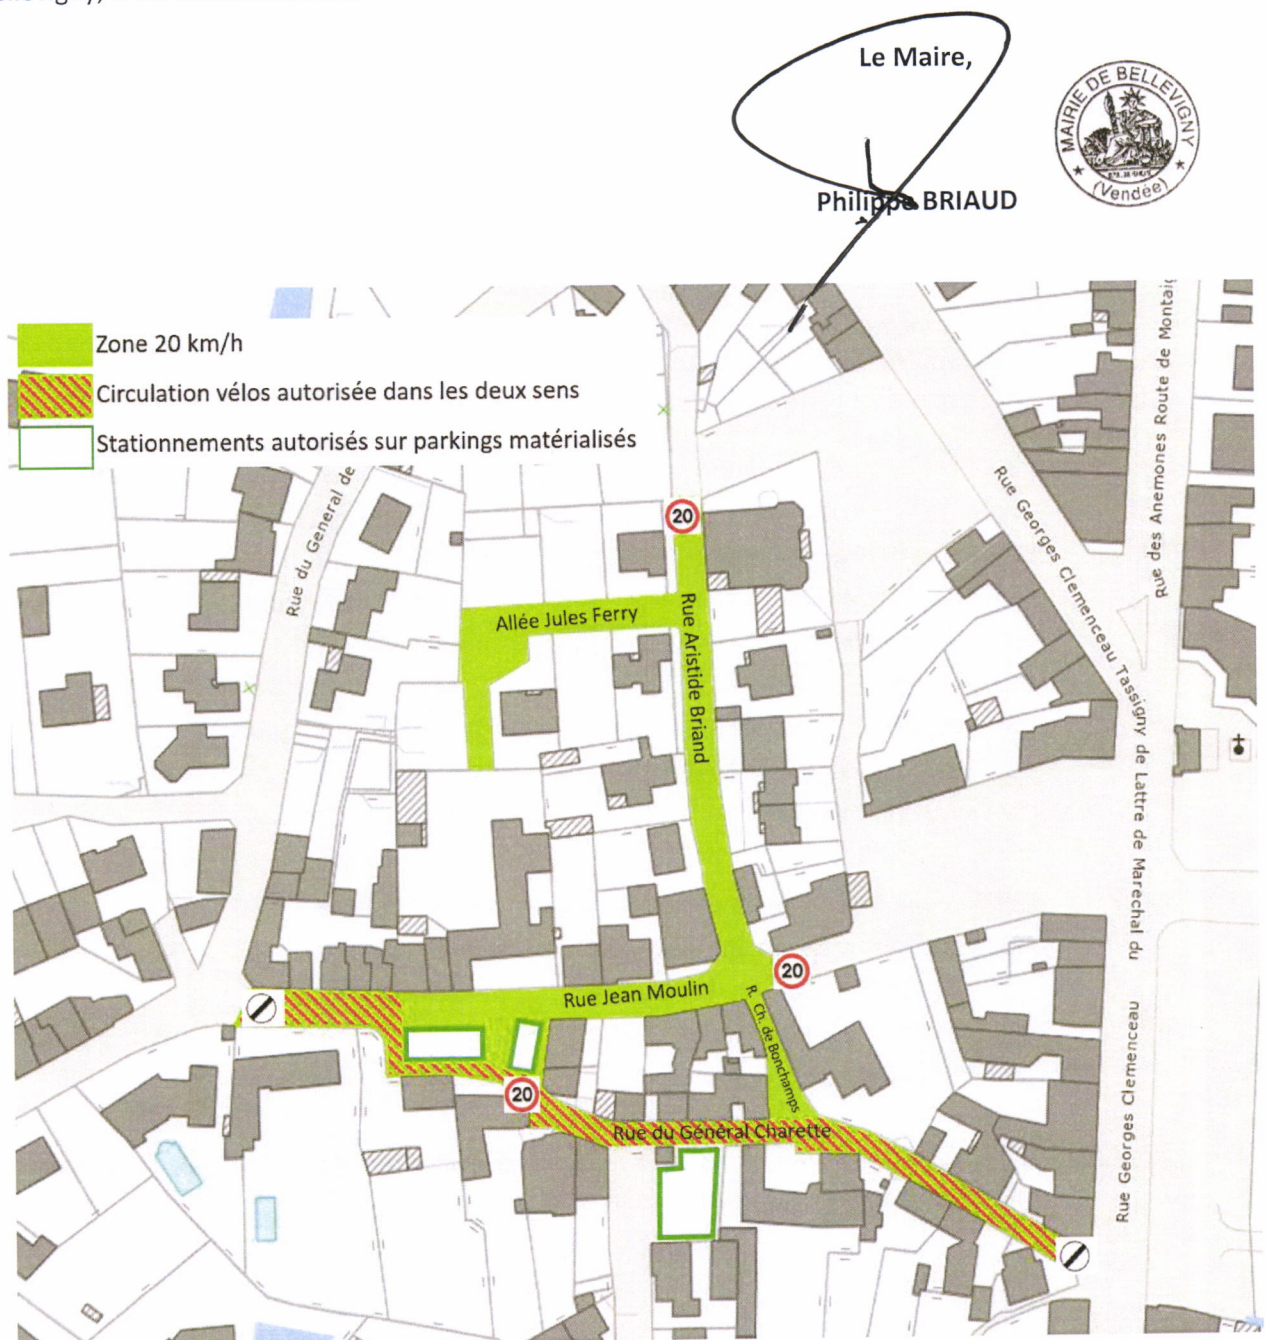 Le Maire,
MAIRIE DE BELLEVIGNY
(Vendée)
Philippe BRIAUD
Zone 20 km/h
Circulation vélos autorisée dans les deux sens
Stationnements autorisés sur parkings matérialisés
Rue du General de
Rue Georges Clemenceau Tassigny de Lattre de Marechal du
Rue des Anemones Route de Montaig
20
Allée Jules Ferry
Rue Aristide Briand
20
Rue Jean Moulin
R. Ch. de Bonchamps
20
Rue du Général Charette
Rue Georges Clemenceau